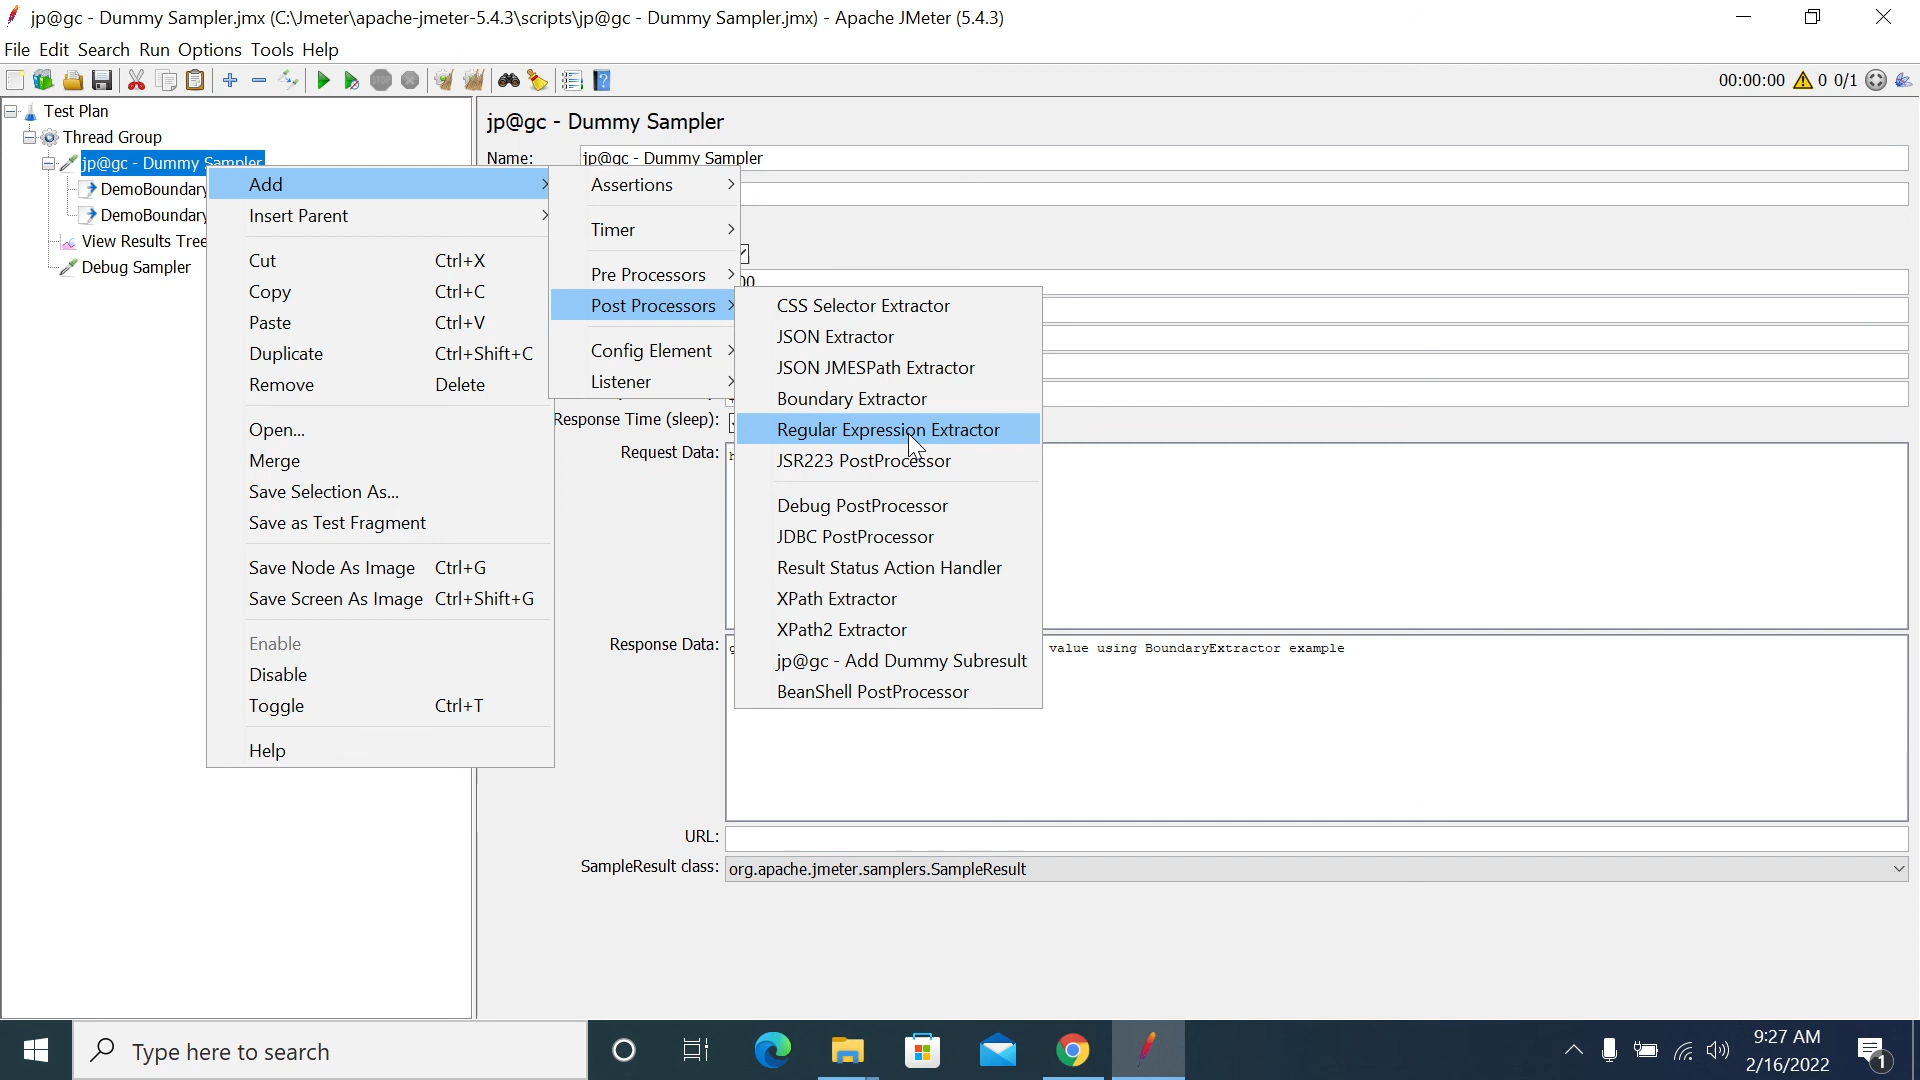 jp@gc - Dummy Sampler.jmx (C:\Jmeter\apache-jmeter-5.4.3\scripts\jp@gc - Dummy Sampler.jmx) - Apache JMeter (5.4.3)
File Edit Search Run Options Tools Help
00:00:00 0 0/1
Test Plan
Thread Group
jp@gc - Dummy Sampler
DemoBoundary
DemoBoundary
View Results Tree
Debug Sampler
jp@gc - Dummy Sampler
Name: jp@gc - Dummy Sampler
Add
Insert Parent
Cut Ctrl+X
Copy Ctrl+C
Paste Ctrl+V
Duplicate Ctrl+Shift+C
Remove Delete
Open...
Merge
Save Selection As...
Save as Test Fragment
Save Node As Image Ctrl+G
Save Screen As Image Ctrl+Shift+G
Enable
Disable
Toggle Ctrl+T
Help
Assertions
Timer
Pre Processors
Post Processors
Config Element
Listener
CSS Selector Extractor
JSON Extractor
JSON JMESPath Extractor
Boundary Extractor
Regular Expression Extractor
JSR223 PostProcessor
Debug PostProcessor
JDBC PostProcessor
Result Status Action Handler
XPath Extractor
XPath2 Extractor
jp@gc - Add Dummy Subresult
BeanShell PostProcessor
Response Time (sleep):
Request Data:
Response Data: value using BoundaryExtractor example
URL:
SampleResult class: org.apache.jmeter.samplers.SampleResult
Type here to search
9:27 AM
2/16/2022
1